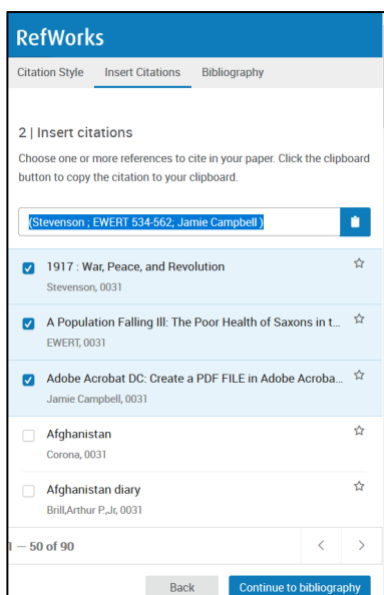 RefWorks
Citation Style Insert Citations Bibliography
2 | Insert citations
Choose one or more references to cite in your paper. Click the clipboard
button to copy the citation to your clipboard.
(Stevenson ; EWERT 534-562; Jamie Campbell )
1917 : War, Peace, and Revolution
Stevenson, 0031
A Population Falling Ill: The Poor Health of Saxons in t...
EWERT, 0031
Adobe Acrobat DC: Create a PDF FILE in Adobe Acroba...
Jamie Campbell, 0031
Afghanistan
Corona, 0031
Afghanistan diary
Brill,Arthur P.,Jr, 0031
1 — 50 of 90
Back Continue to bibliography